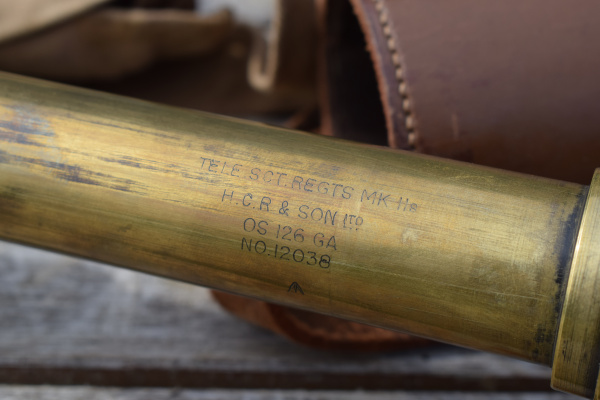 TELE SCT. REGTS MK IIs
H.C.R & SON LTD
OS 126 GA
NO.12038